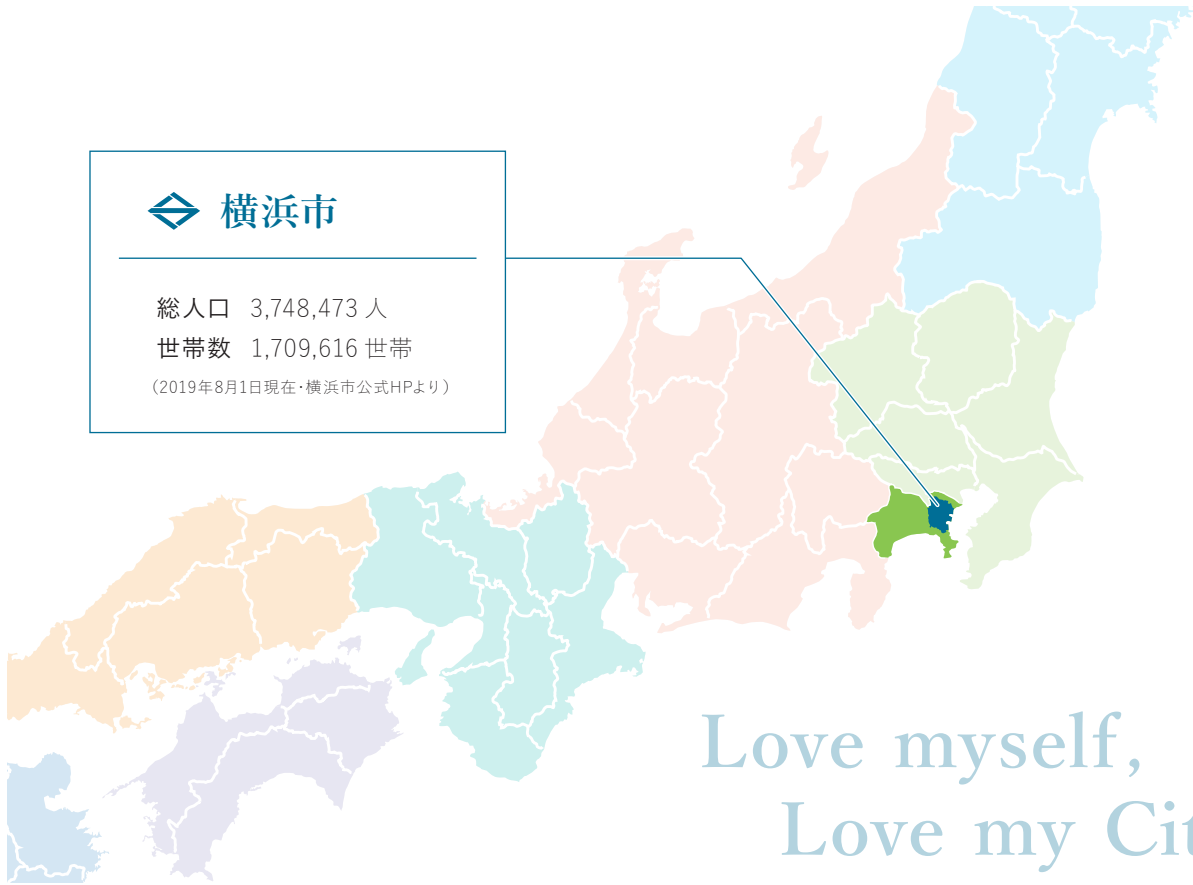 横浜市
総人口 3,748,473 人
世帯数 1,709,616 世帯
（2019年8月1日現在・横浜市公式HPより）
Love myself,
Love my Cit